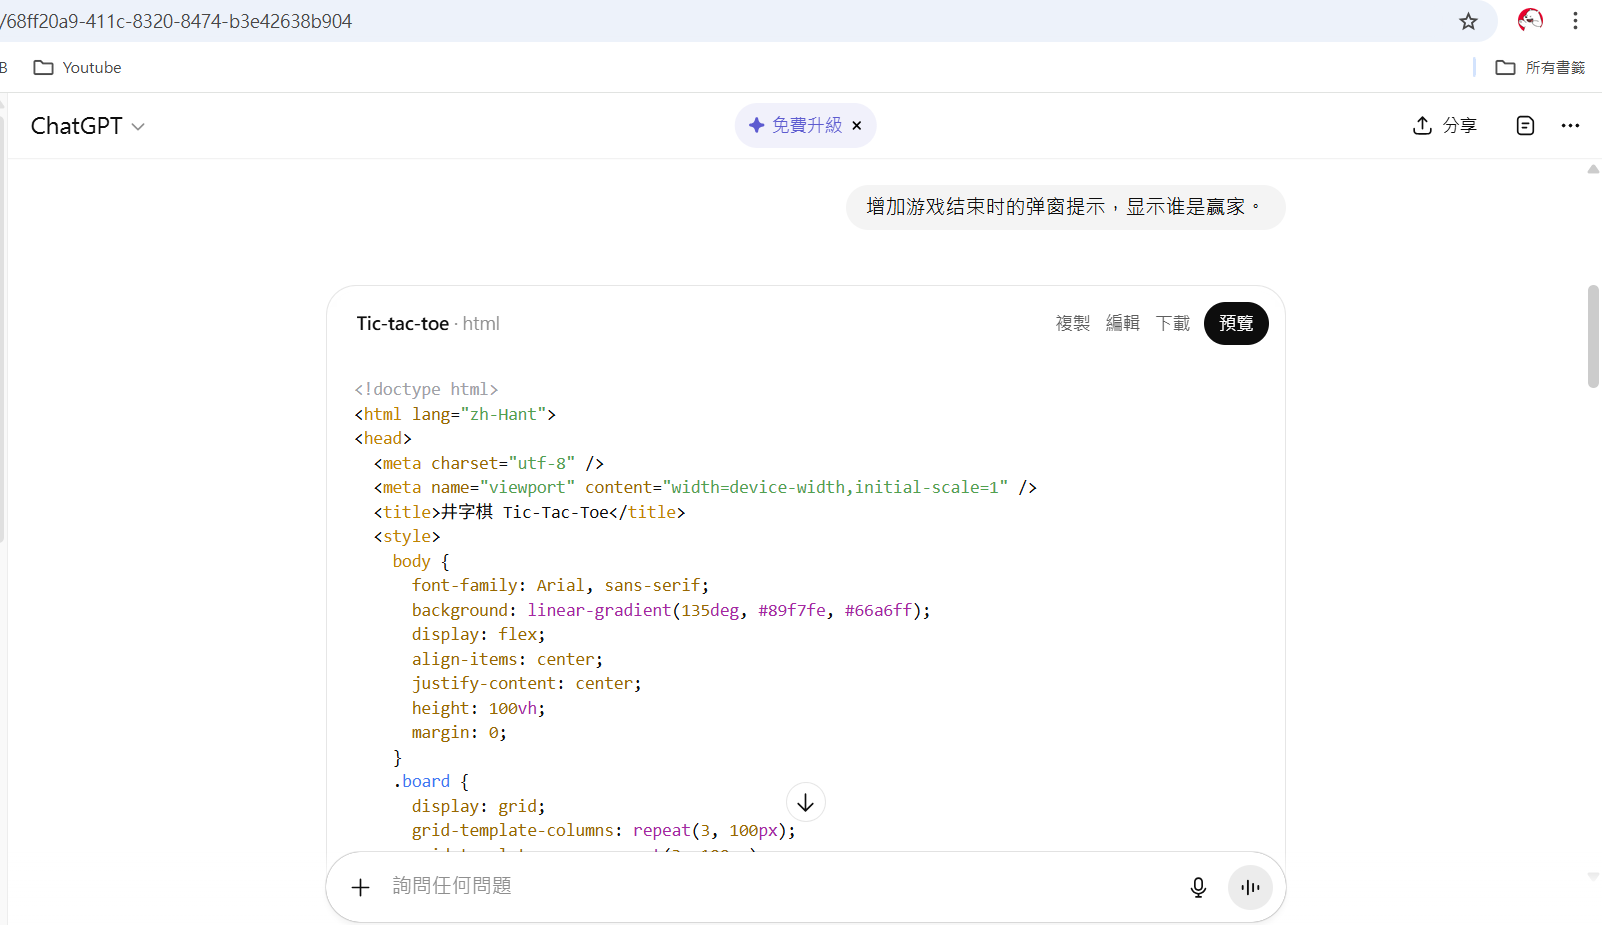 /68ff20a9-411c-8320-8474-b3e42638b904
B Youtube 所有書籤
ChatGPT 免費升級 × 分享
增加游戏结束时的弹窗提示，显示谁是赢家。
Tic-tac-toe · html 複製 編輯 下載 預覽
<!doctype html>
<html lang="zh-Hant">
<head>
<meta charset="utf-8" />
<meta name="viewport" content="width=device-width,initial-scale=1" />
<title>井字棋 Tic-Tac-Toe</title>
<style>
body {
font-family: Arial, sans-serif;
background: linear-gradient(135deg, #89f7fe, #66a6ff);
display: flex;
align-items: center;
justify-content: center;
height: 100vh;
margin: 0;
}
.board {
display: grid;
grid-template-columns: repeat(3, 100px);
詢問任何問題